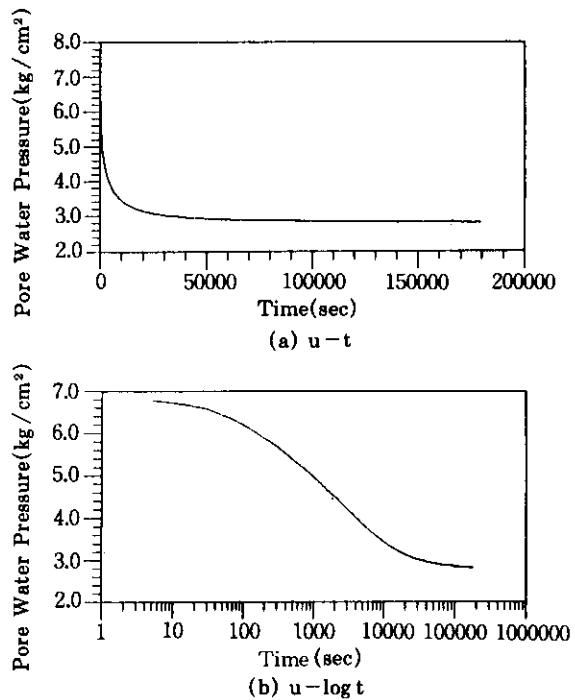 Pore Water Pressure(kg/cm²)
8.0
7.0
6.0
5.0
4.0
3.0
2.0
0 50000 100000 150000 200000
Time(sec)
(a) u-t
Pore Water Pressure(kg/cm²)
7.0
6.0
5.0
4.0
3.0
2.0
1 10 100 1000 10000 100000 1000000
Time(sec)
(b) u-log t